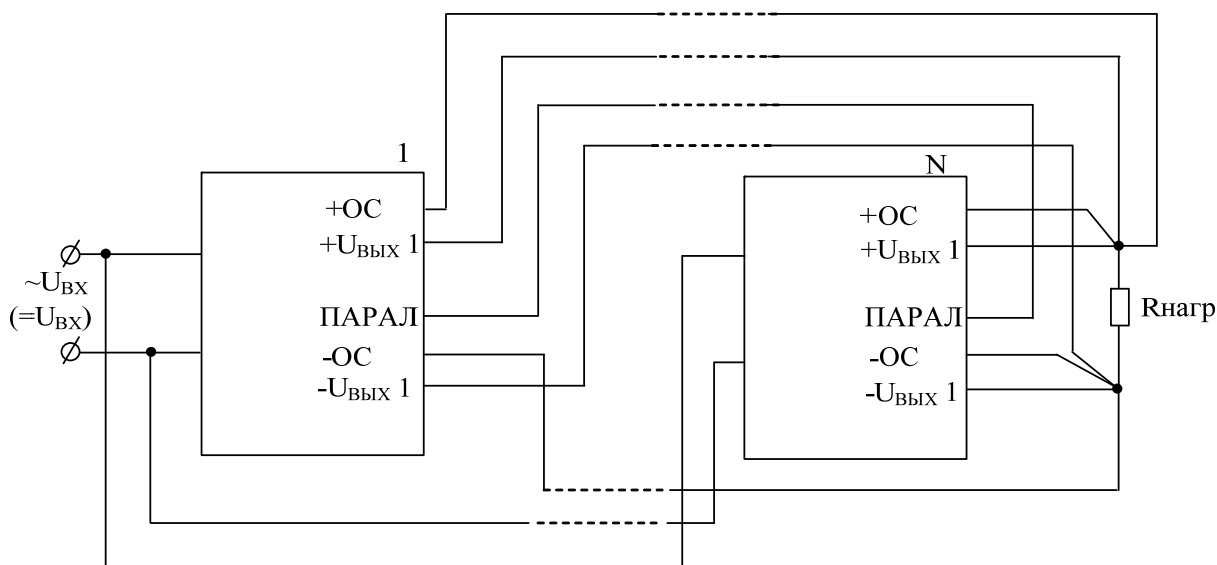 1
+ОС
+UВЫХ 1
ПАРАЛ
-ОС
-UВЫХ 1
~UВХ
(=UВХ)
N
+ОС
+UВЫХ 1
ПАРАЛ
-ОС
-UВЫХ 1
Rнагр